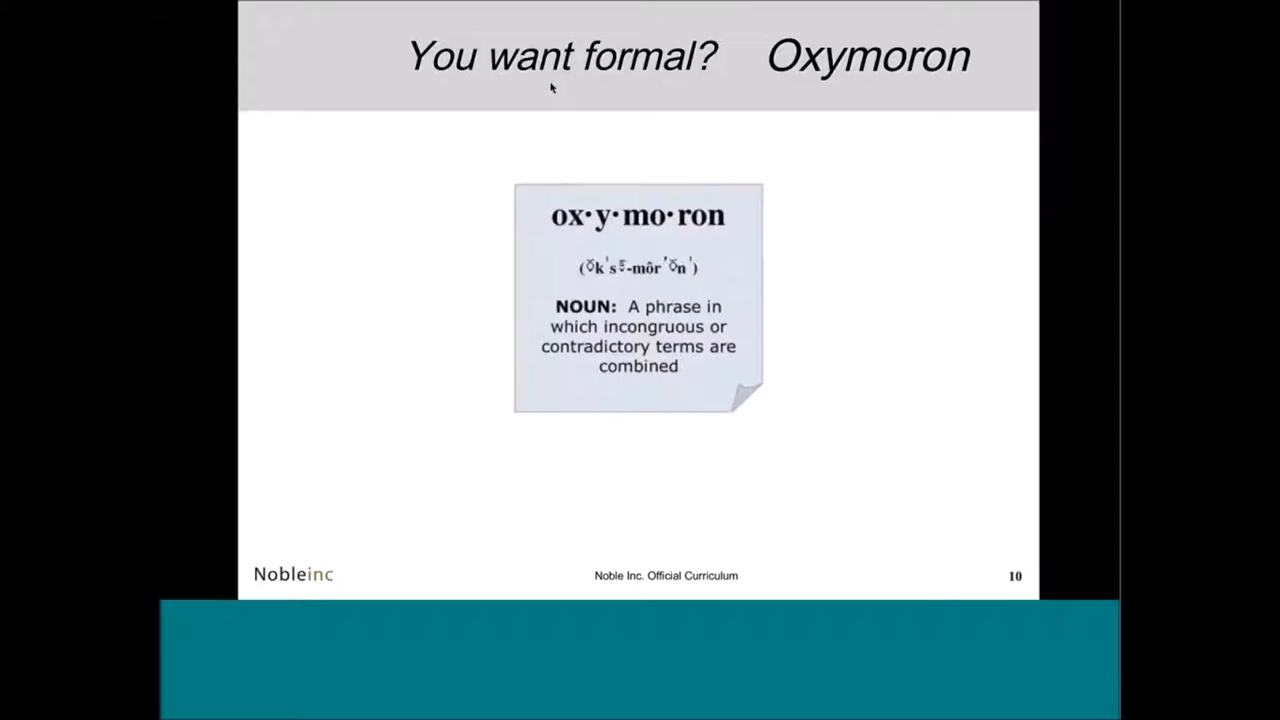 You want formal? Oxymoron
ox·y·mo·ron
(ŏk's ē-môr'ŏn')
NOUN: A phrase in
which incongruous or
contradictory terms are
combined
Nobleinc
Noble Inc. Official Curriculum
10